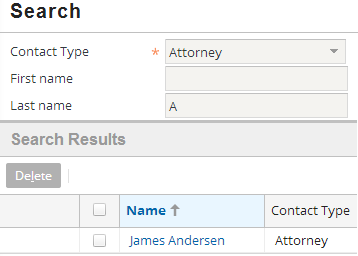 Search
Contact Type * Attorney
First name
Last name A
Search Results
Delete
Name ↑ Contact Type
James Andersen Attorney